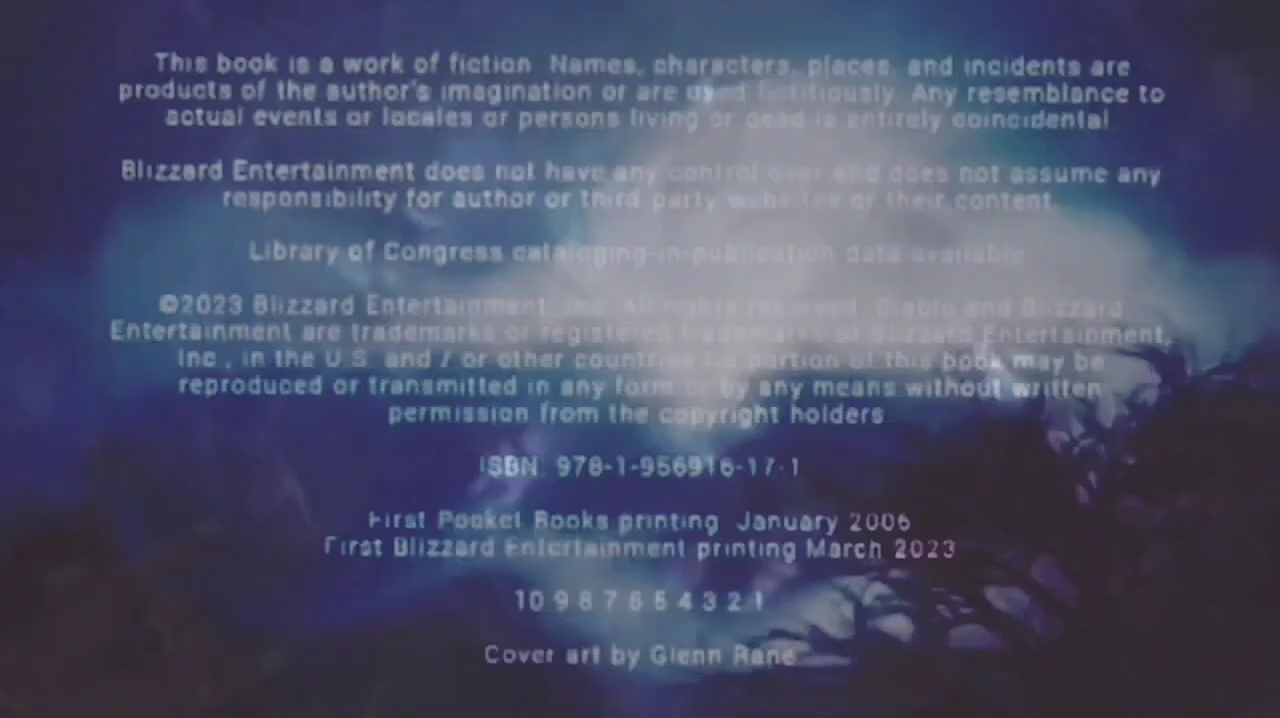 This book is a work of fiction. Names, characters, places, and incidents are
products of the author's imagination or are used fictitiously. Any resemblance to
actual events or locales or persons living or dead is entirely coincidental
Blizzard Entertainment does not have any control over and does not assume any
responsibility for author or third party websites or their content.
Library of Congress cataloging-in-publication data available
©2023 Blizzard Entertainment, Inc. All rights reserved. Diablo and Blizzard
Entertainment are trademarks or registered trademarks of Blizzard Entertainment,
Inc., in the U.S. and / or other countries. portion of this book may be
reproduced or transmitted in any form or by any means without written
permission from the copyright holders
ISBN: 978-1-956916-17-1
First Pocket Books printing January 2006
First Blizzard Entertainment printing March 2023
10 9 8 7 6 5 4 3 2 1
Cover art by Glenn Rane